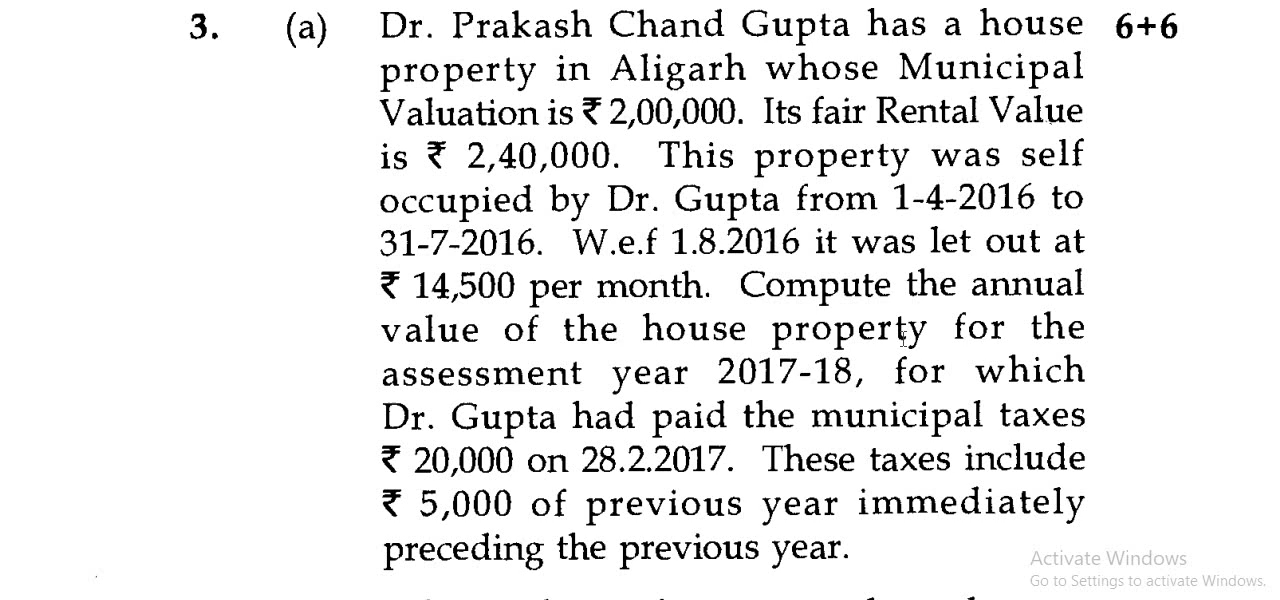 3. (a) Dr. Prakash Chand Gupta has a house 6+6
property in Aligarh whose Municipal
Valuation is ₹ 2,00,000. Its fair Rental Value
is ₹ 2,40,000. This property was self
occupied by Dr. Gupta from 1-4-2016 to
31-7-2016. W.e.f 1.8.2016 it was let out at
₹ 14,500 per month. Compute the annual
value of the house property for the
assessment year 2017-18, for which
Dr. Gupta had paid the municipal taxes
₹ 20,000 on 28.2.2017. These taxes include
₹ 5,000 of previous year immediately
preceding the previous year.
Activate Windows
Go to Settings to activate Windows.